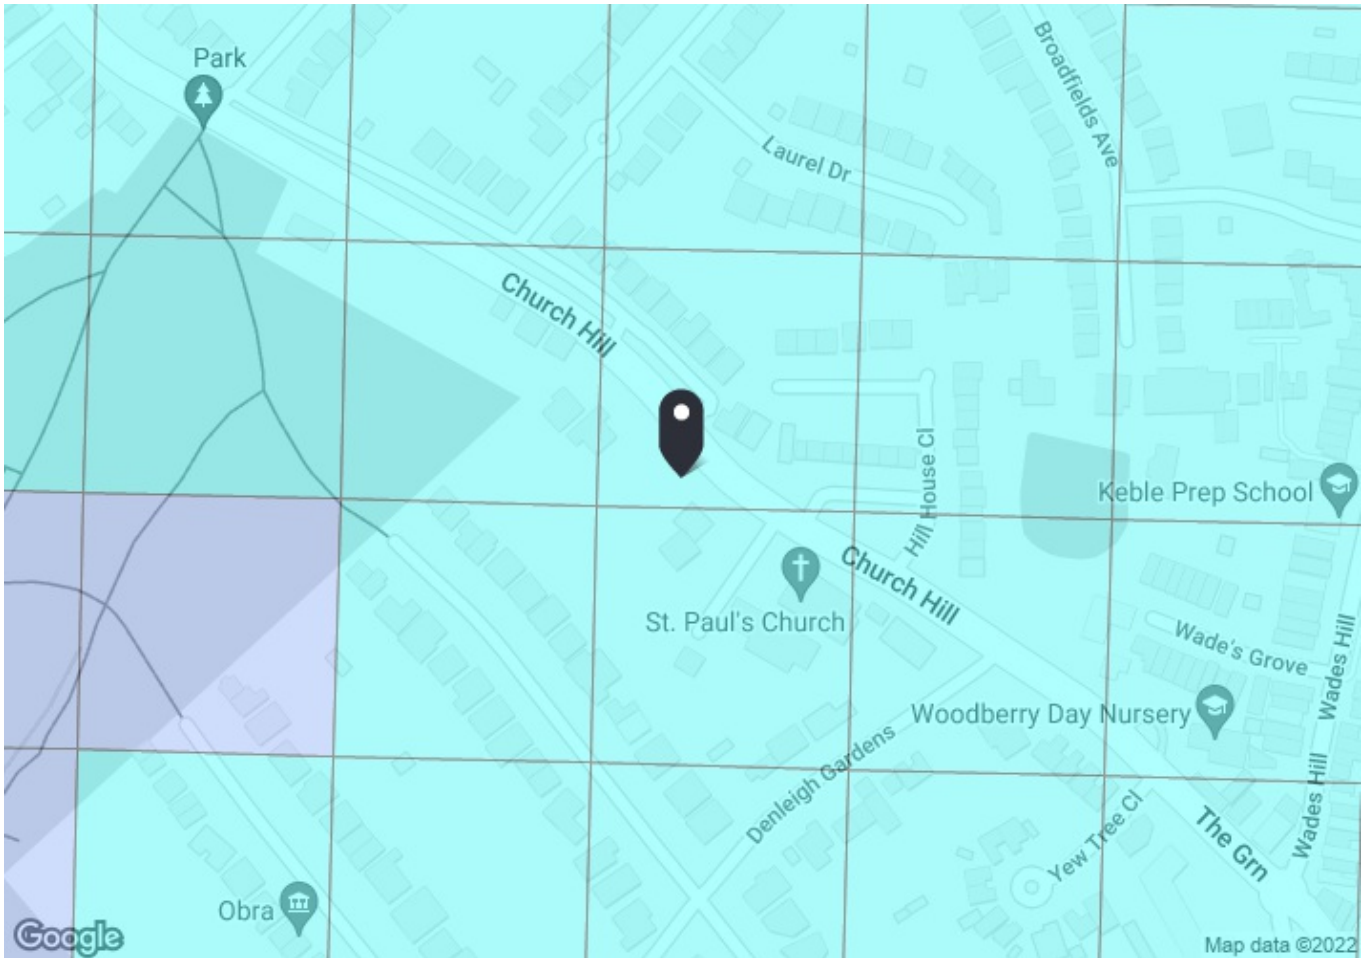 Park
Broadfields Ave
Laurel Dr
Church Hill
Keble Prep School
Hill House Cl
Church Hill
St. Paul's Church
Wade's Grove
Wades Hill
Woodberry Day Nursery
Denleigh Gardens
Wades Hill
Yew Tree Cl
The Grn
Obra
Google
Map data ©2022